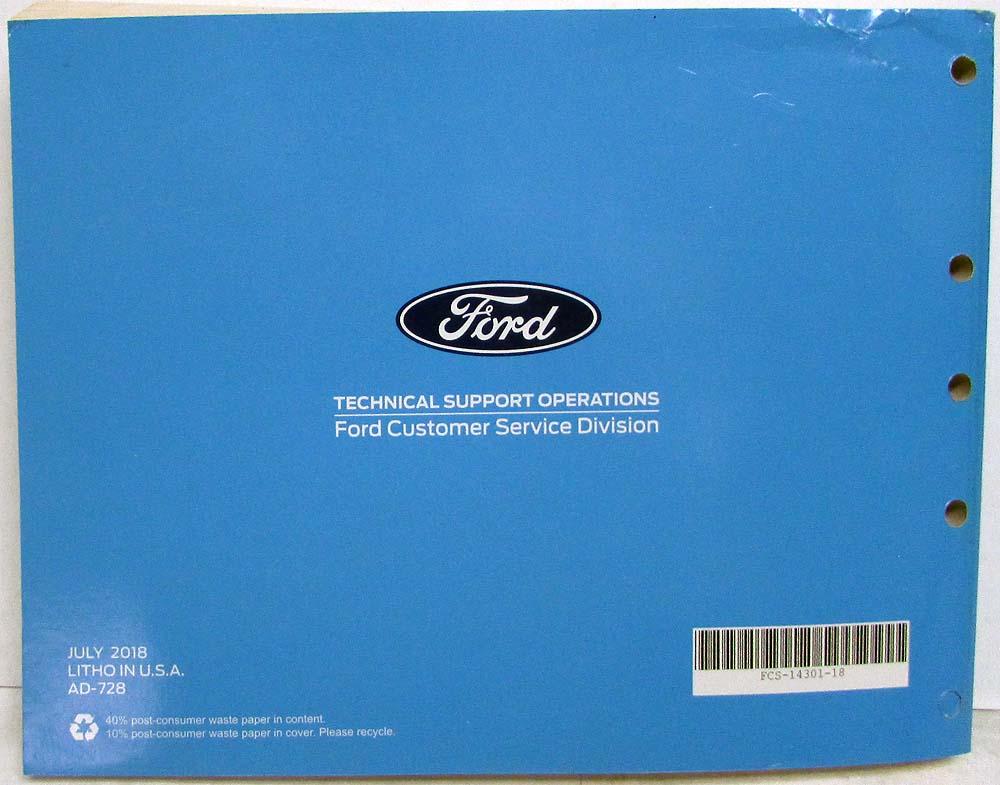 Ford
TECHNICAL SUPPORT OPERATIONS
Ford Customer Service Division
JULY 2018
LITHO IN U.S.A.
AD-728
40% post-consumer waste paper in content.
10% post-consumer waste paper in cover. Please recycle.
FCS-14301-18